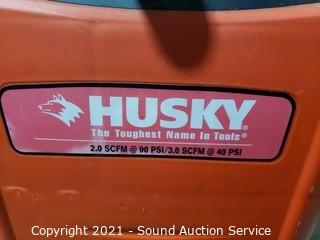 HUSKY®
The Toughest Name In Tools®
2.0 SCFM @ 90 PSI/3.0 SCFM @ 40 PSI
Copyright 2021 - Sound Auction Service